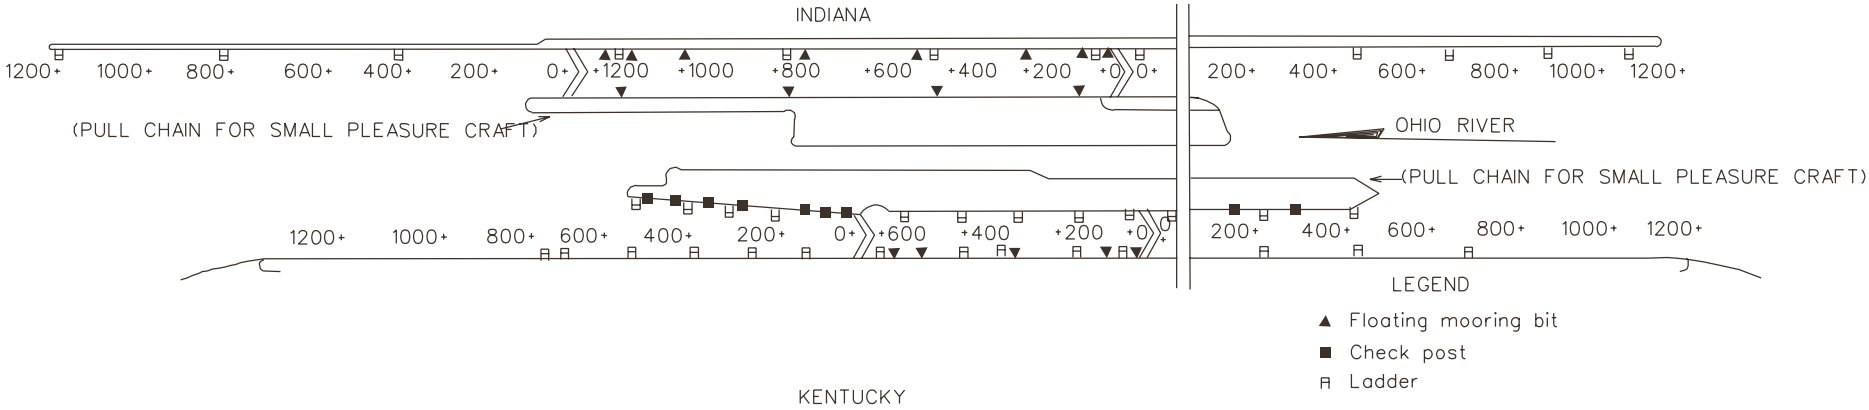 INDIANA
1200+ 1000+ 800+ 600+ 400+ 200+ 0+ +1200 +1000 +800 +600 +400 +200 +0 0+ 200+ 400+ 600+ 800+ 1000+ 1200+
(PULL CHAIN FOR SMALL PLEASURE CRAFT)
OHIO RIVER
(PULL CHAIN FOR SMALL PLEASURE CRAFT)
1200+ 1000+ 800+ 600+ 400+ 200+ 0+ +600 +400 +200 +0 0+ 200+ 400+ 600+ 800+ 1000+ 1200+
LEGEND
Floating mooring bit
Check post
Ladder
KENTUCKY